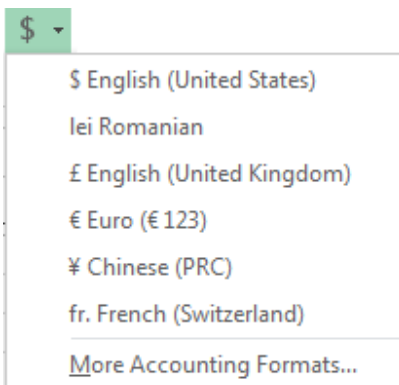 $
$ English (United States)
lei Romanian
£ English (United Kingdom)
€ Euro (€ 123)
¥ Chinese (PRC)
fr. French (Switzerland)
More Accounting Formats...